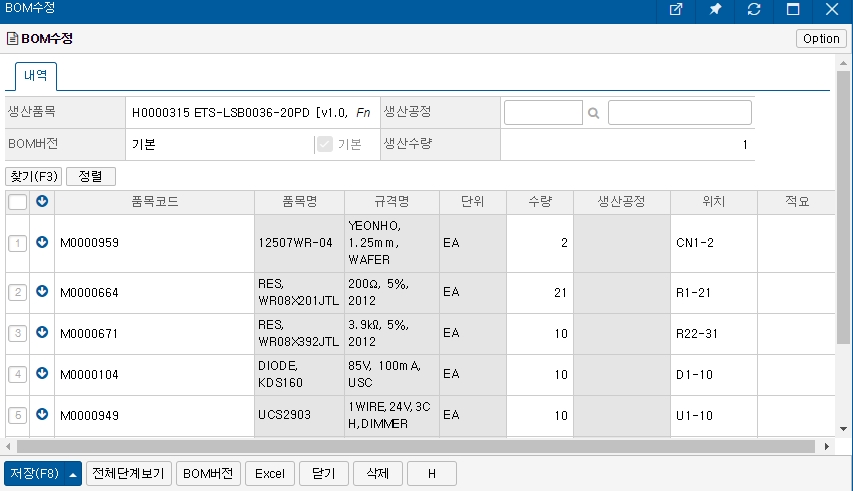 BOM수정
BOM수정
Option
내역
생산품목 H0000315 ETS-LSB0036-20PD [v1.0, Fn 생산공정
BOM버전 기본 기본 생산수량 1
찾기(F3) 정렬
품목코드 품목명 규격명 단위 수량 생산공정 위치 적요
1 M0000959 12507WR-04 YEONHO, 1.25mm, WAFER EA 2 CN1-2
2 M0000664 RES, WR08X201JTL 200Ω, 5%, 2012 EA 21 R1-21
3 M0000671 RES, WR08X392JTL 3.9kΩ, 5%, 2012 EA 10 R22-31
4 M0000104 DIODE, KDS160 85V, 100mA, USC EA 10 D1-10
5 M0000949 UCS2903 1WIRE,24V,3CH,DIMMER EA 10 U1-10
저장(F8) 전체단계보기 BOM버전 Excel 닫기 삭제 H